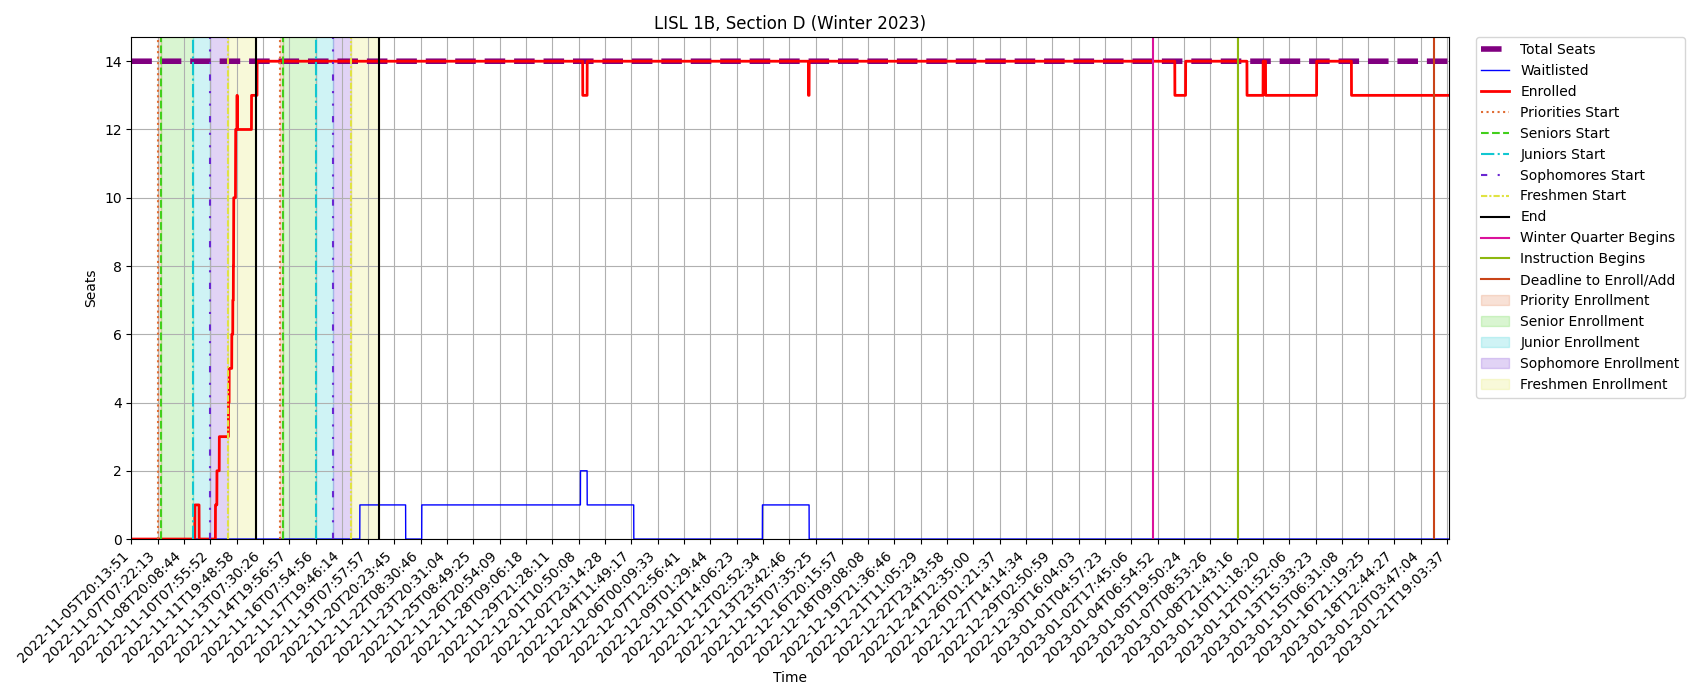 LISL 1B, Section D (Winter 2023)
Seats
14
12
10
8
6
4
2
0
2022-11-05T20:13:51
2022-11-07T07:22:13
2022-11-08T20:08:44
2022-11-10T07:55:52
2022-11-11T19:48:58
2022-11-13T07:30:26
2022-11-14T19:56:57
2022-11-16T07:54:56
2022-11-17T19:46:14
2022-11-19T07:57:57
2022-11-20T20:23:45
2022-11-22T08:30:46
2022-11-23T20:31:04
2022-11-25T08:49:25
2022-11-26T20:54:09
2022-11-28T09:06:18
2022-11-29T21:28:11
2022-12-01T10:50:08
2022-12-02T23:14:28
2022-12-04T11:49:17
2022-12-06T00:09:33
2022-12-07T12:56:41
2022-12-09T01:29:44
2022-12-10T14:06:23
2022-12-12T02:52:34
2022-12-13T23:42:46
2022-12-15T07:35:25
2022-12-16T20:15:57
2022-12-18T09:08:08
2022-12-19T21:36:46
2022-12-21T11:05:29
2022-12-22T23:43:58
2022-12-24T12:35:00
2022-12-26T01:21:37
2022-12-27T14:14:34
2022-12-29T02:50:59
2022-12-30T16:04:03
2023-01-01T04:57:23
2023-01-02T17:45:06
2023-01-04T06:54:52
2023-01-05T19:50:24
2023-01-07T08:53:26
2023-01-08T21:43:16
2023-01-10T11:18:20
2023-01-12T01:52:06
2023-01-13T15:33:23
2023-01-15T06:31:08
2023-01-16T21:19:25
2023-01-18T12:44:27
2023-01-20T03:47:04
2023-01-21T19:03:37
Time
Total Seats
Waitlisted
Enrolled
Priorities Start
Seniors Start
Juniors Start
Sophomores Start
Freshmen Start
End
Winter Quarter Begins
Instruction Begins
Deadline to Enroll/Add
Priority Enrollment
Senior Enrollment
Junior Enrollment
Sophomore Enrollment
Freshmen Enrollment